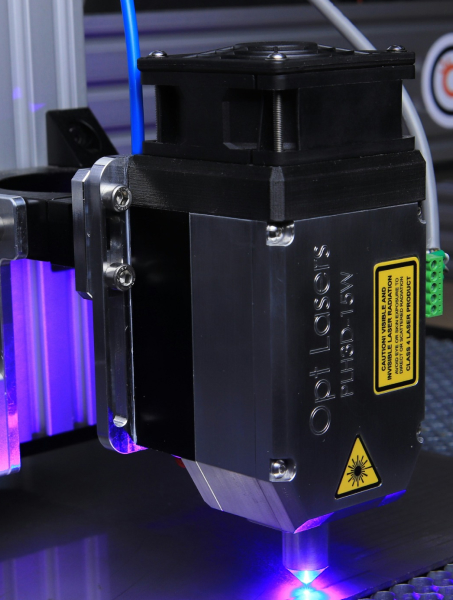 Opt Lasers
PLH3D-15W
CAUTION! VISIBLE AND
INVISIBLE LASER RADIATION
AVOID EYE OR SKIN EXPOSURE TO
DIRECT OR SCATTERED RADIATION
CLASS 4 LASER PRODUCT